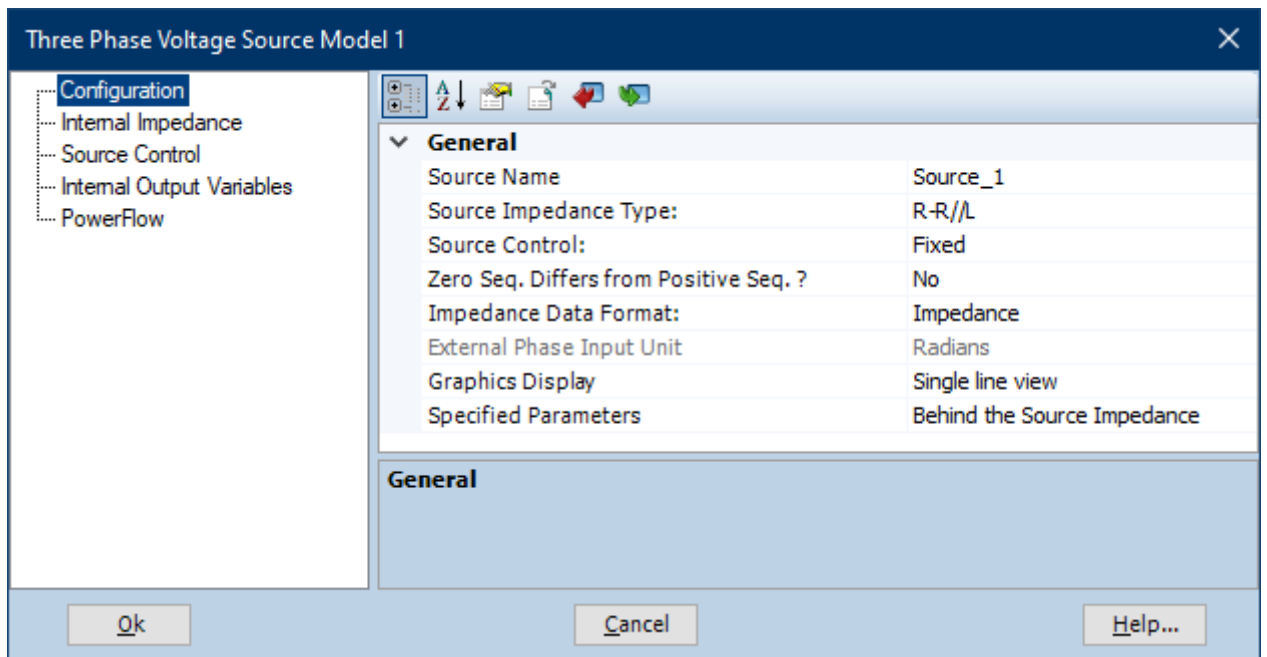 Three Phase Voltage Source Model 1
Configuration
Internal Impedance
Source Control
Internal Output Variables
PowerFlow
General
Source Name Source_1
Source Impedance Type: R-R//L
Source Control: Fixed
Zero Seq. Differs from Positive Seq. ? No
Impedance Data Format: Impedance
External Phase Input Unit Radians
Graphics Display Single line view
Specified Parameters Behind the Source Impedance
General
Ok Cancel Help...